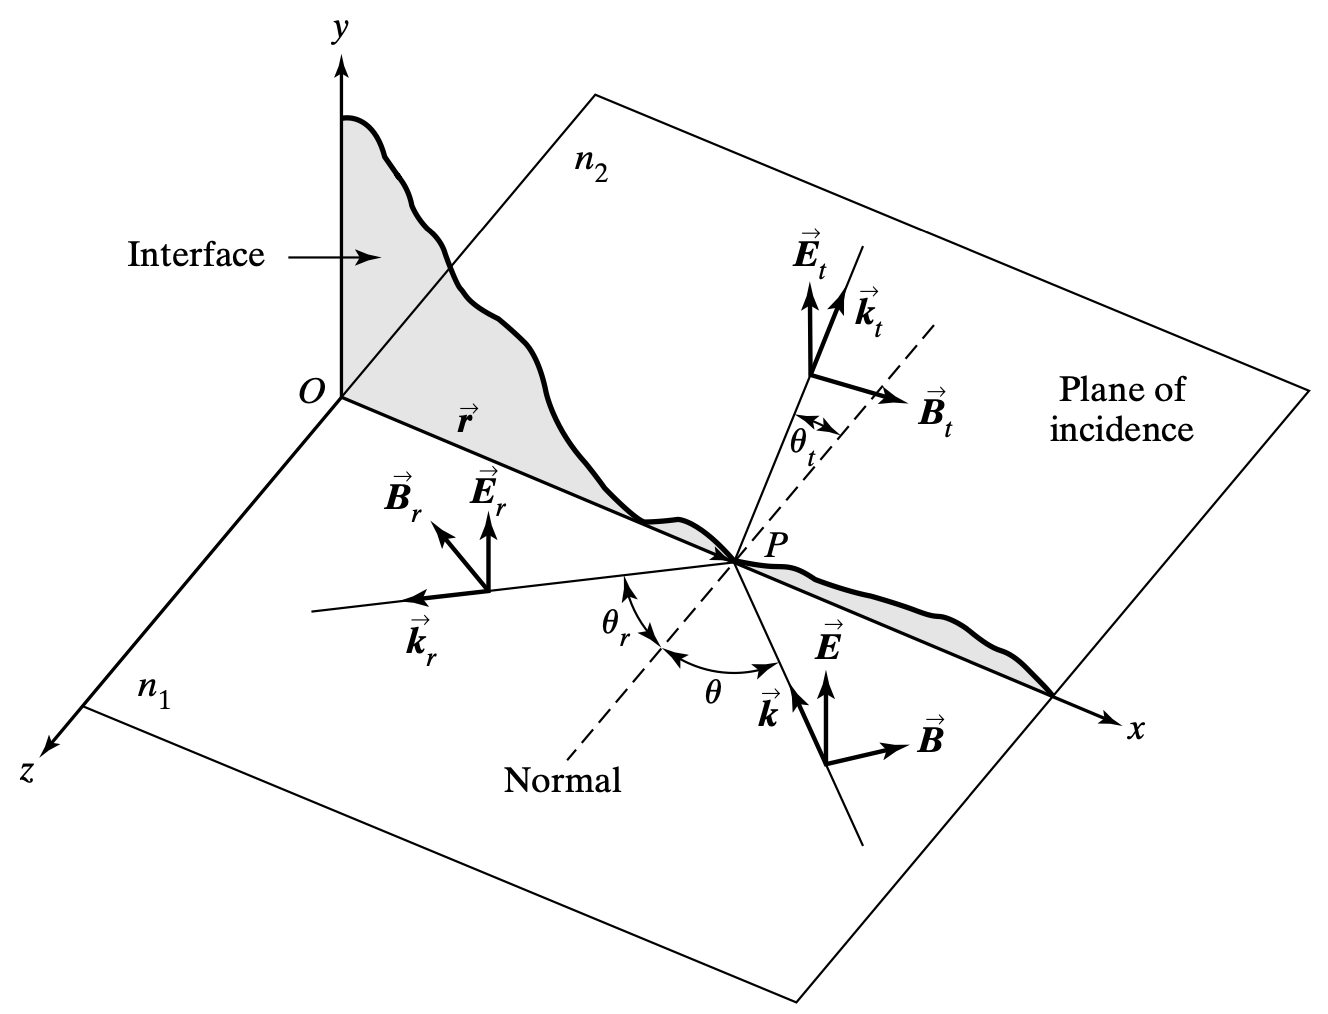 y
n₂
Interface
E⃗ₜ
k⃗ₜ
O
r⃗
B⃗ₜ
Plane of
incidence
θₜ
B⃗ᵣ
E⃗ᵣ
P
θᵣ
k⃗ᵣ
E⃗
n₁
θ
k⃗
B⃗
x
z
Normal